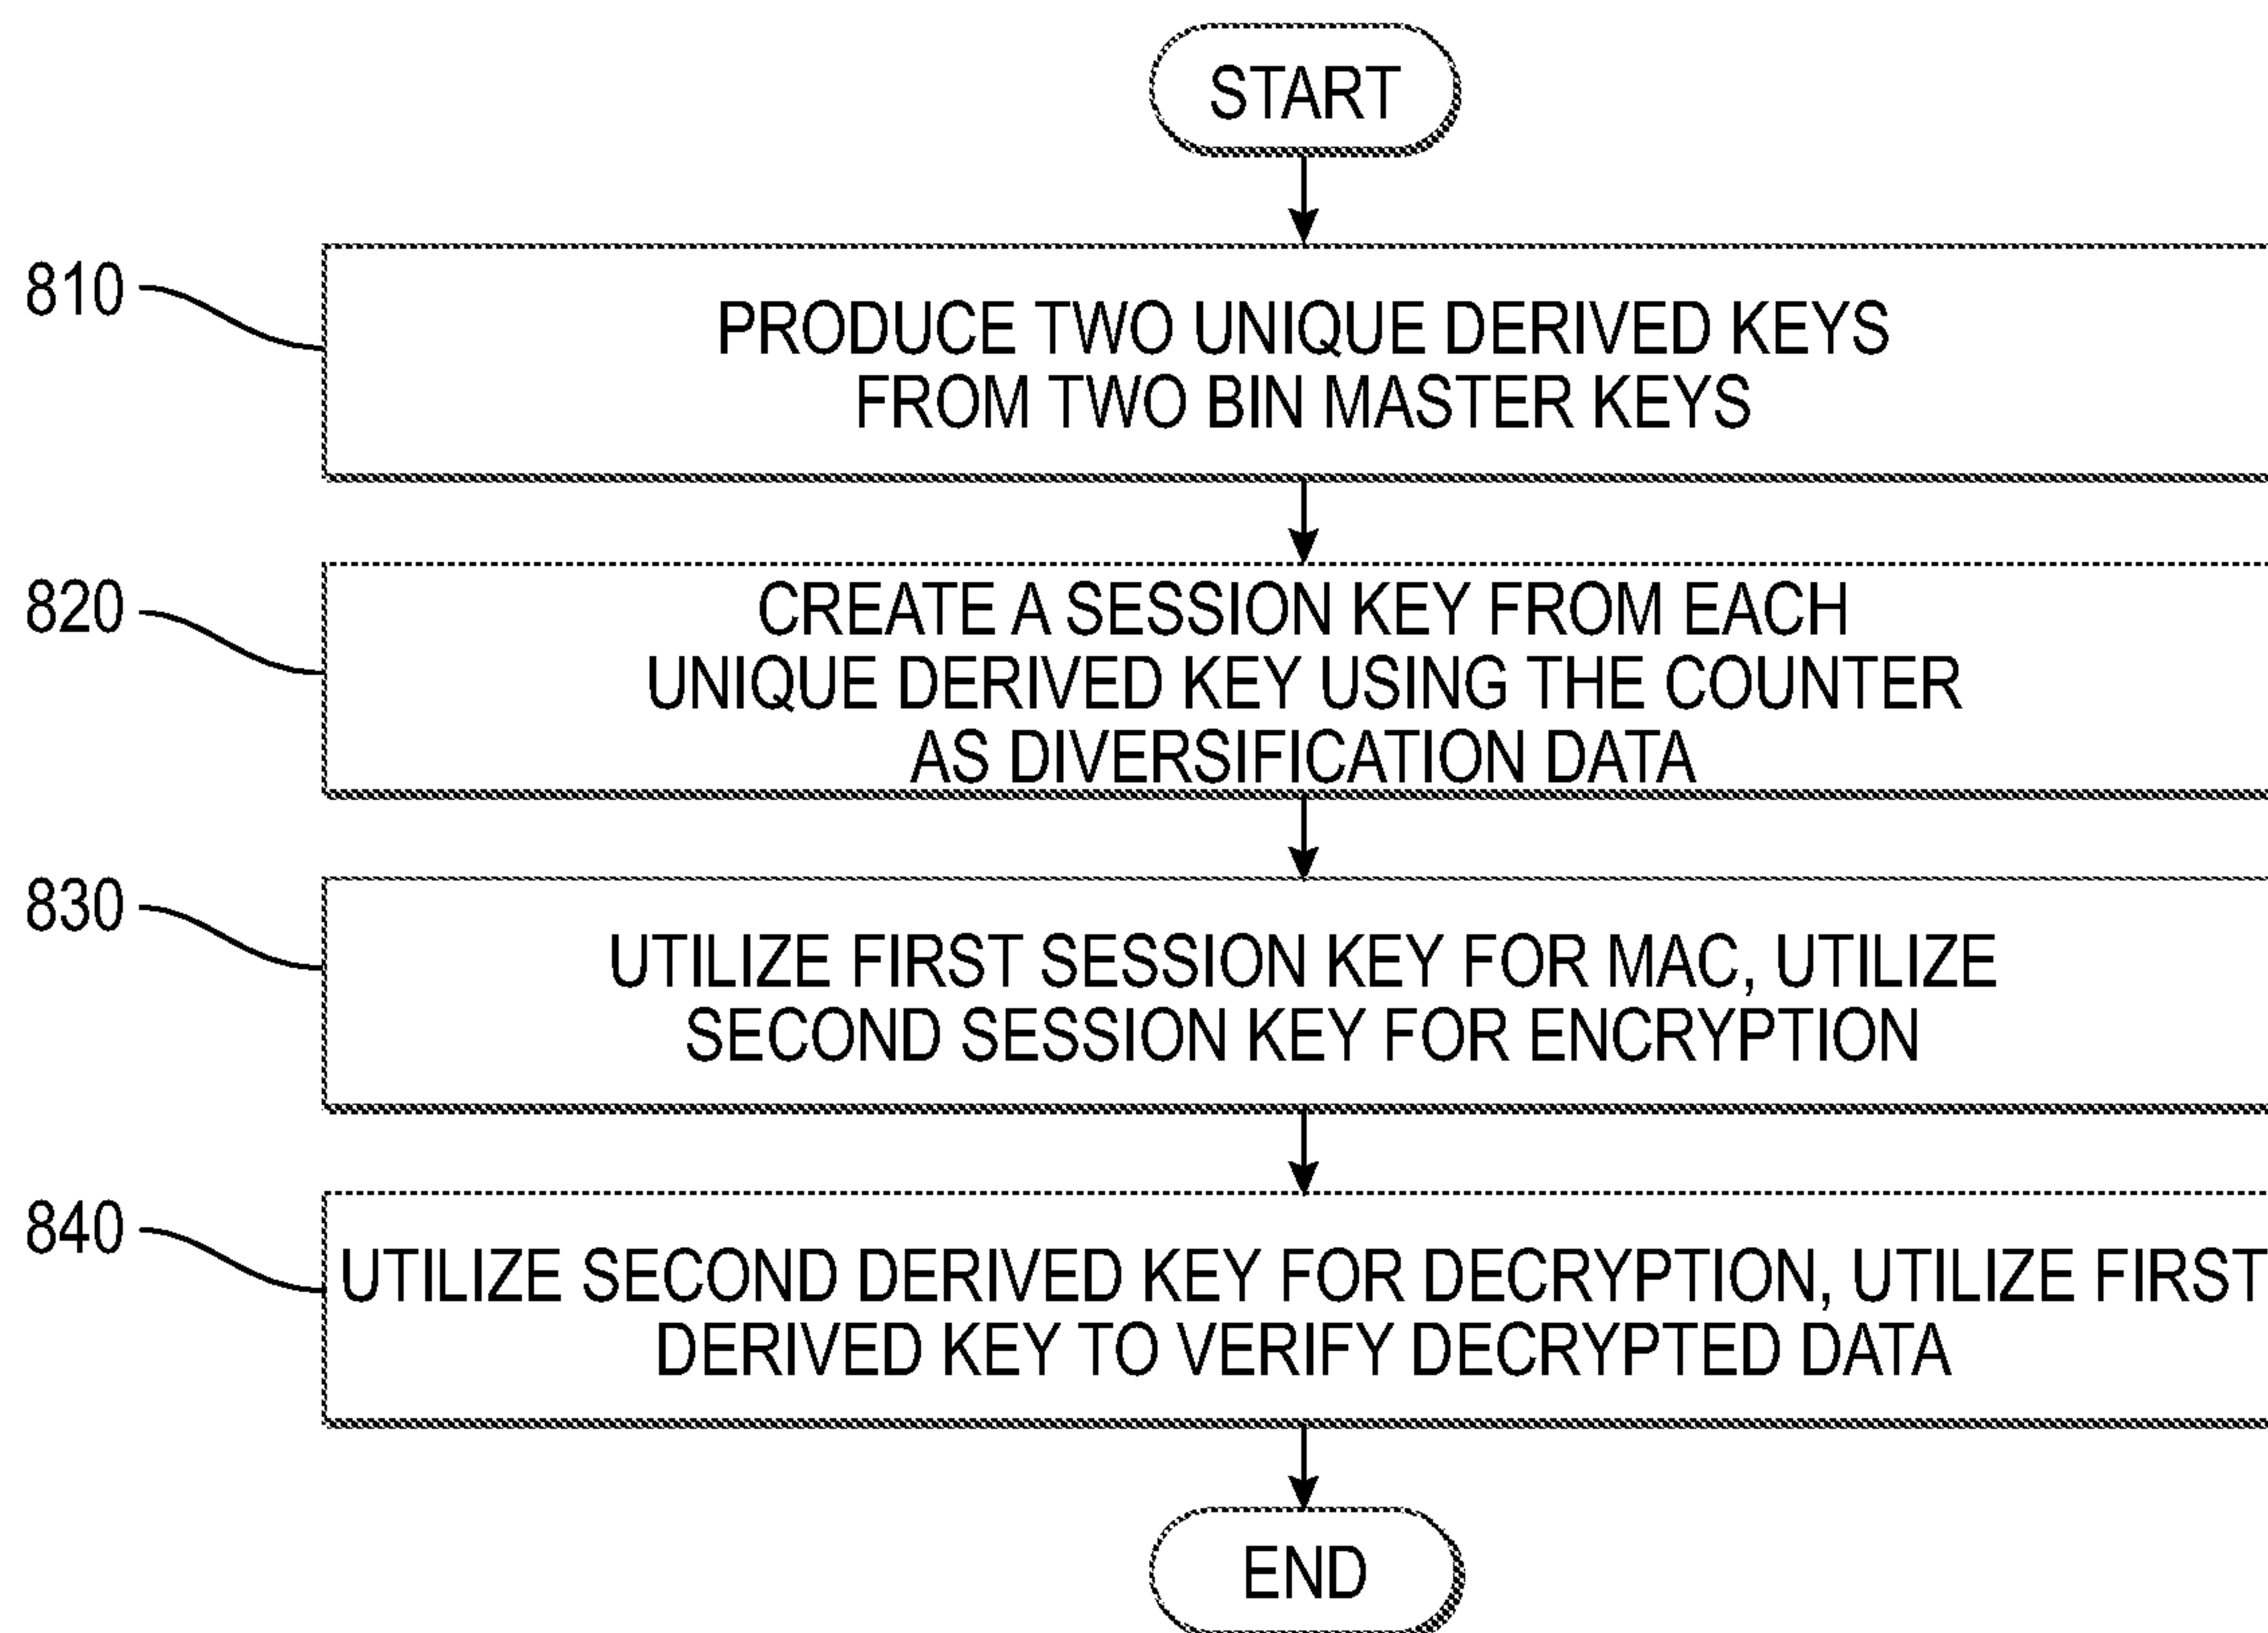 START
810
PRODUCE TWO UNIQUE DERIVED KEYS
FROM TWO BIN MASTER KEYS
820
CREATE A SESSION KEY FROM EACH
UNIQUE DERIVED KEY USING THE COUNTER
AS DIVERSIFICATION DATA
830
UTILIZE FIRST SESSION KEY FOR MAC, UTILIZE
SECOND SESSION KEY FOR ENCRYPTION
840
UTILIZE SECOND DERIVED KEY FOR DECRYPTION, UTILIZE FIRST
DERIVED KEY TO VERIFY DECRYPTED DATA
END